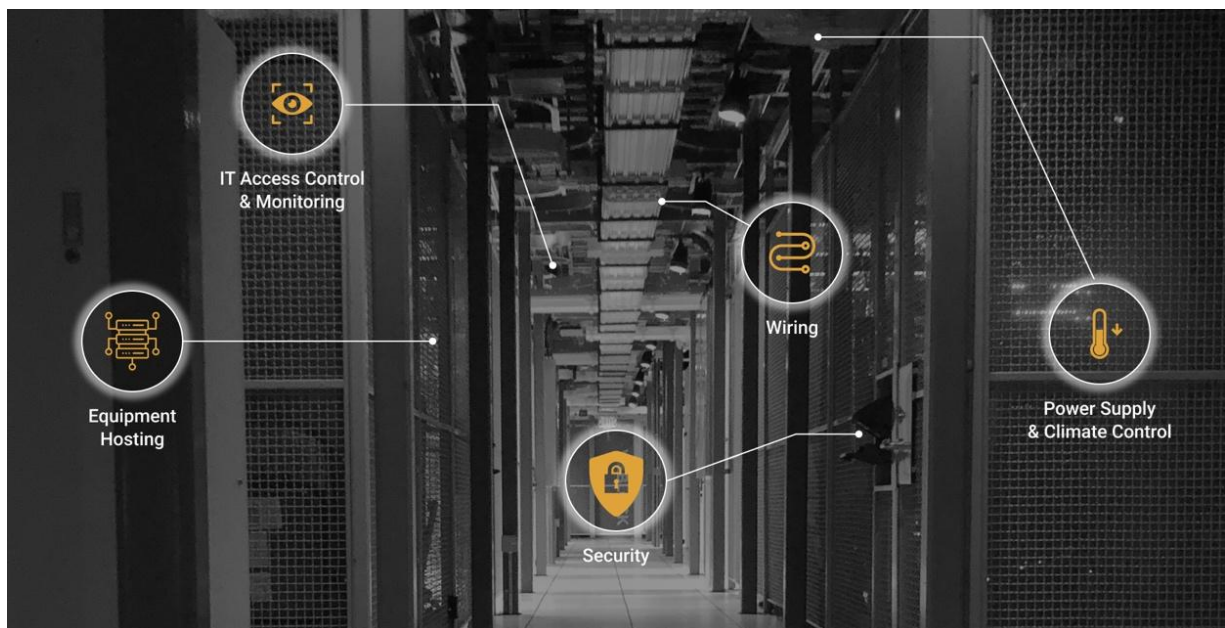 IT Access Control
& Monitoring
Wiring
Equipment
Hosting
Power Supply
& Climate Control
Security